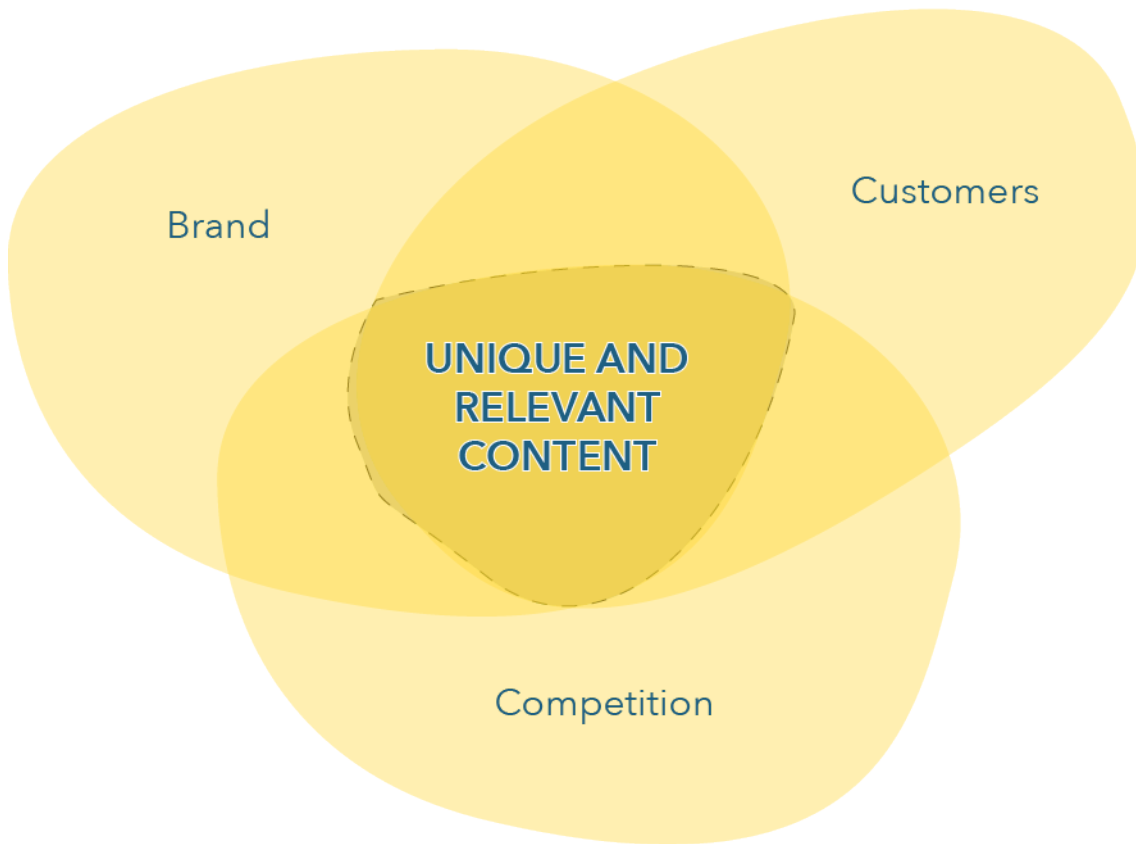 Customers
Brand
UNIQUE AND
RELEVANT
CONTENT
Competition